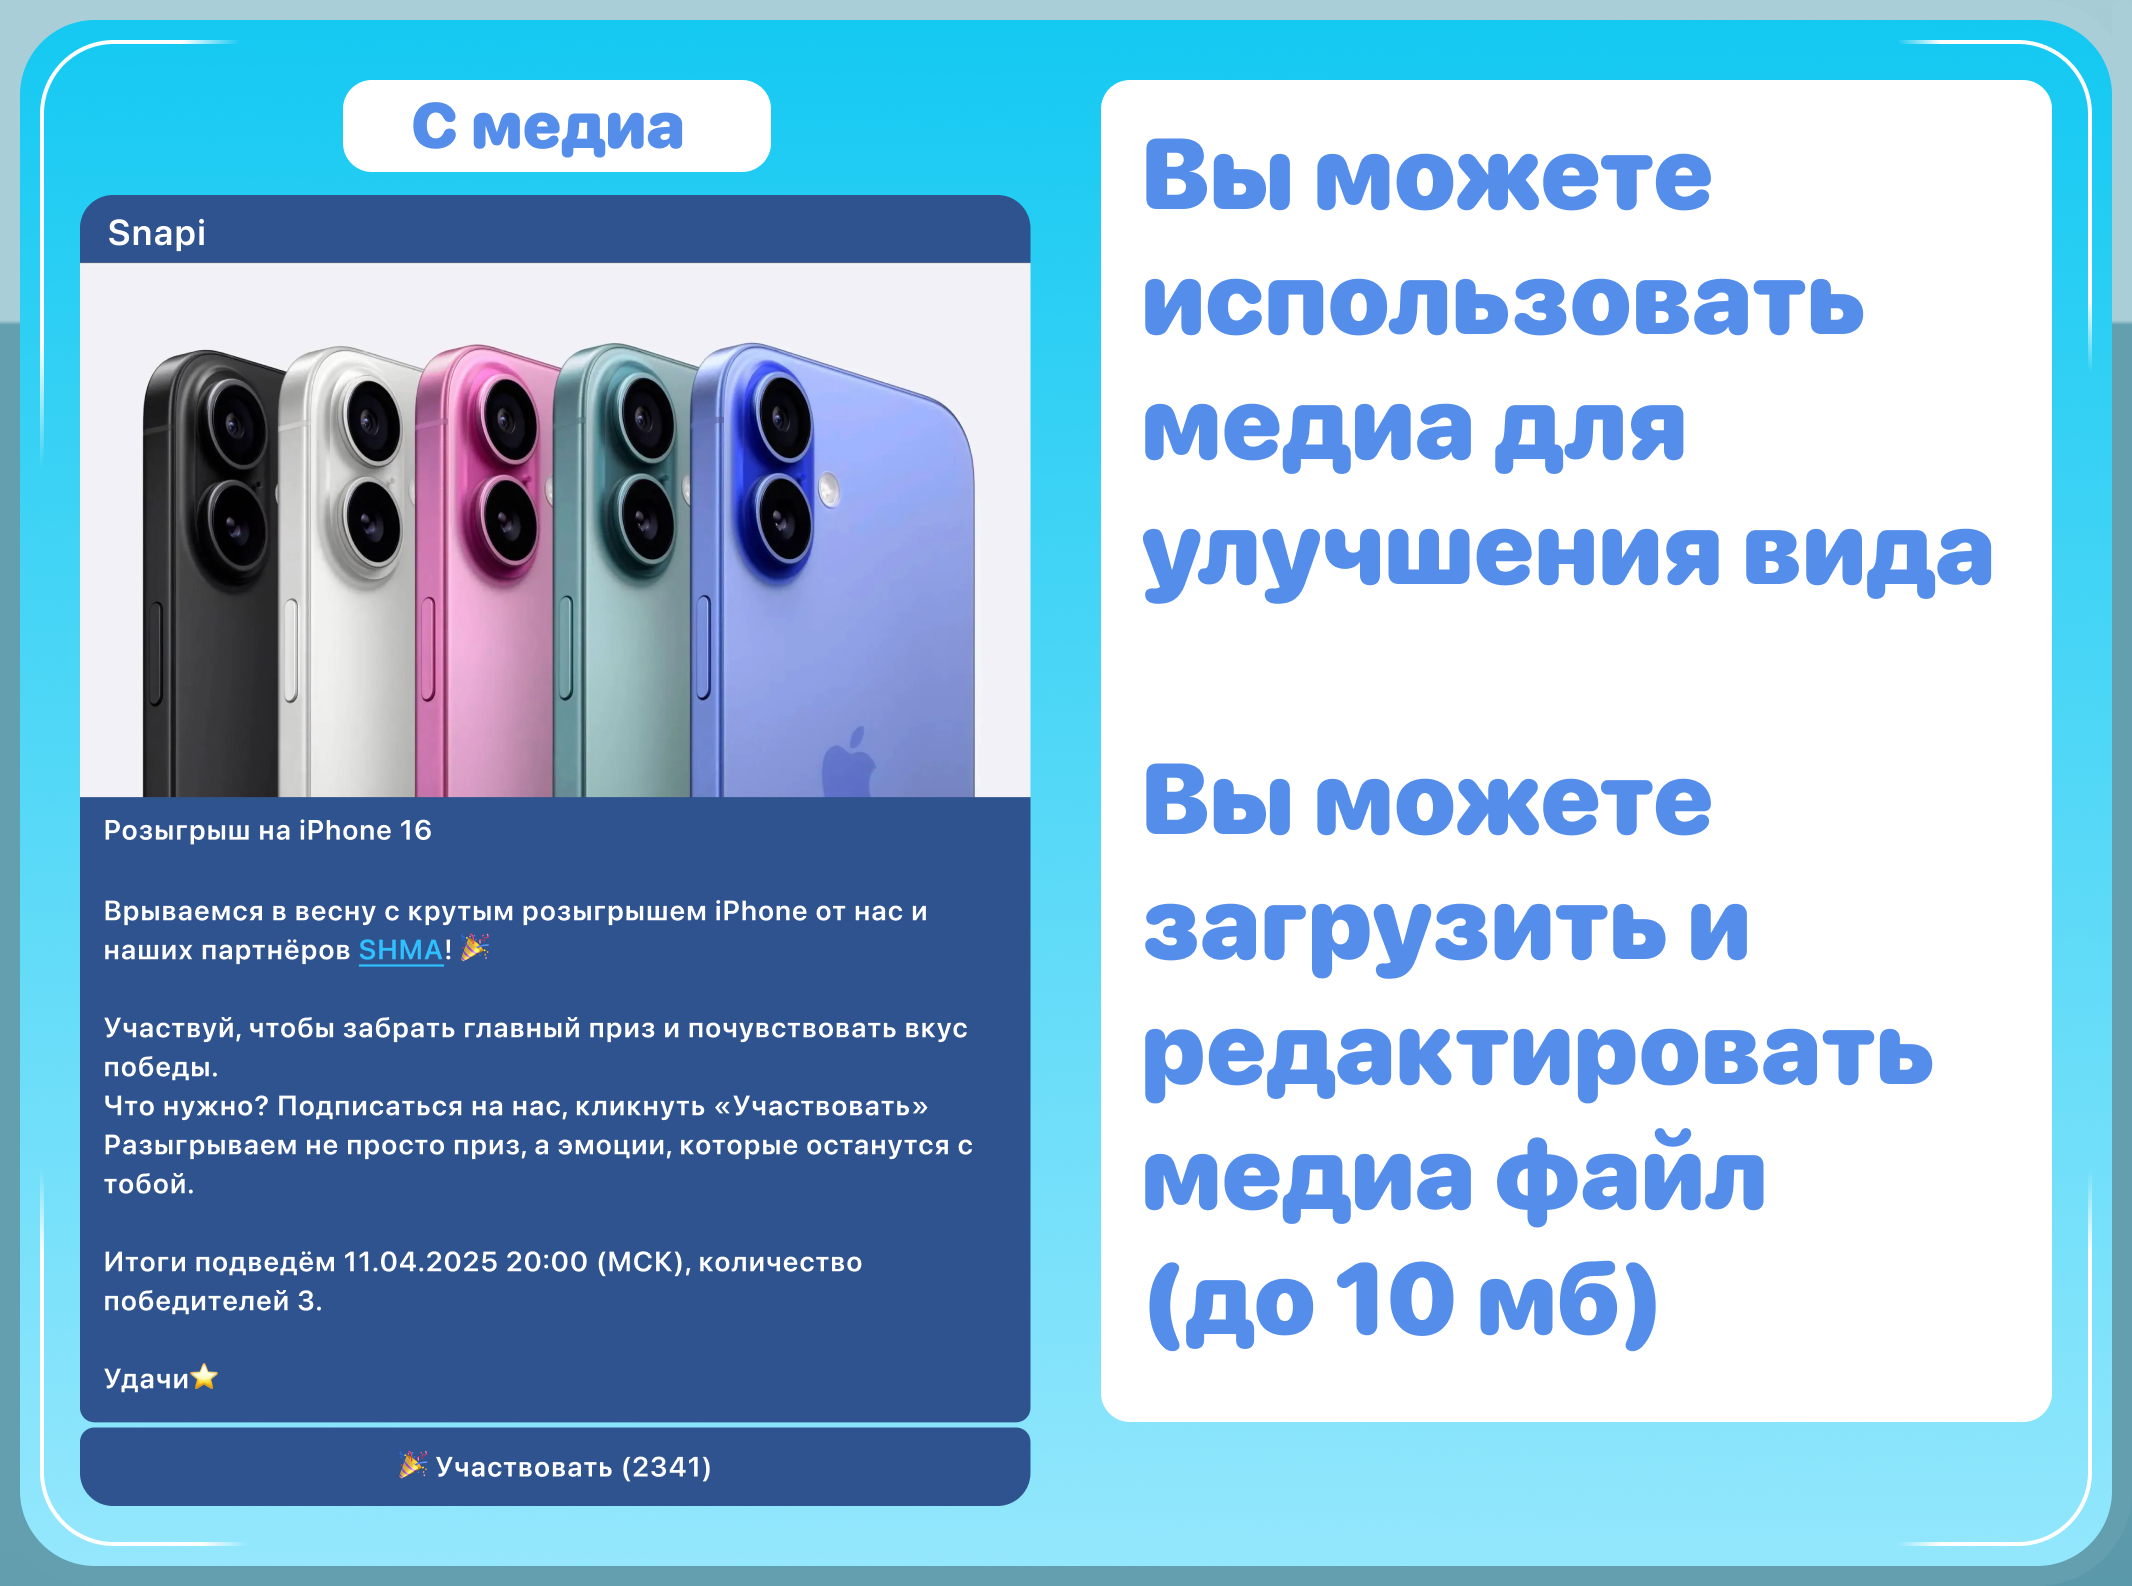 С медиа
Snapi
Розыгрыш на iPhone 16
Врываемся в весну с крутым розыгрышем iPhone от нас и
наших партнёров SHMA! 🎉
Участвуй, чтобы забрать главный приз и почувствовать вкус
победы.
Что нужно? Подписаться на нас, кликнуть «Участвовать»
Разыгрываем не просто приз, а эмоции, которые останутся с
тобой.
Итоги подведём 11.04.2025 20:00 (МСК), количество
победителей 3.
Удачи⭐
🎉 Участвовать (2341)
Вы можете
использовать
медиа для
улучшения вида
Вы можете
загрузить и
редактировать
медиа файл
(до 10 мб)